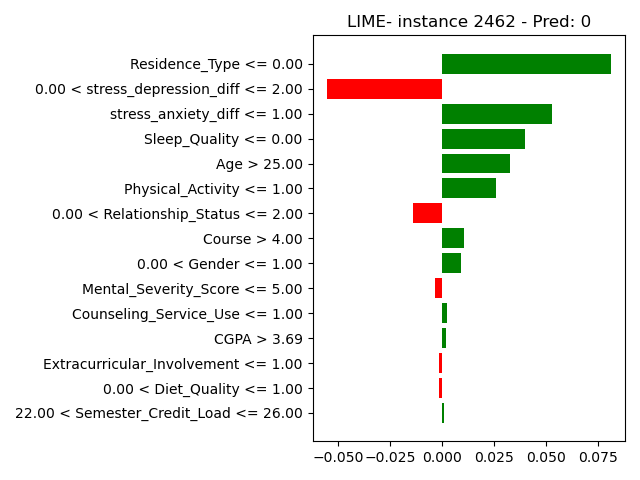 LIME- instance 2462 - Pred: 0
Residence_Type <= 0.00
0.00 < stress_depression_diff <= 2.00
stress_anxiety_diff <= 1.00
Sleep_Quality <= 0.00
Age > 25.00
Physical_Activity <= 1.00
0.00 < Relationship_Status <= 2.00
Course > 4.00
0.00 < Gender <= 1.00
Mental_Severity_Score <= 5.00
Counseling_Service_Use <= 1.00
CGPA > 3.69
Extracurricular_Involvement <= 1.00
0.00 < Diet_Quality <= 1.00
22.00 < Semester_Credit_Load <= 26.00
−0.050 −0.025 0.000 0.025 0.050 0.075